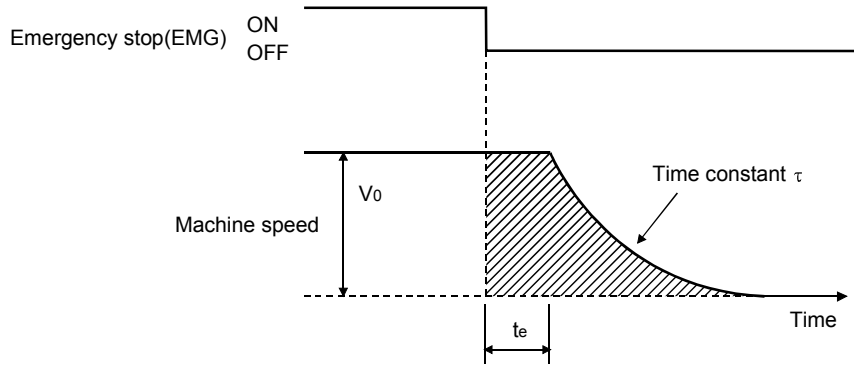 ON
Emergency stop(EMG)
OFF
V0
Time constant τ
Machine speed
Time
te